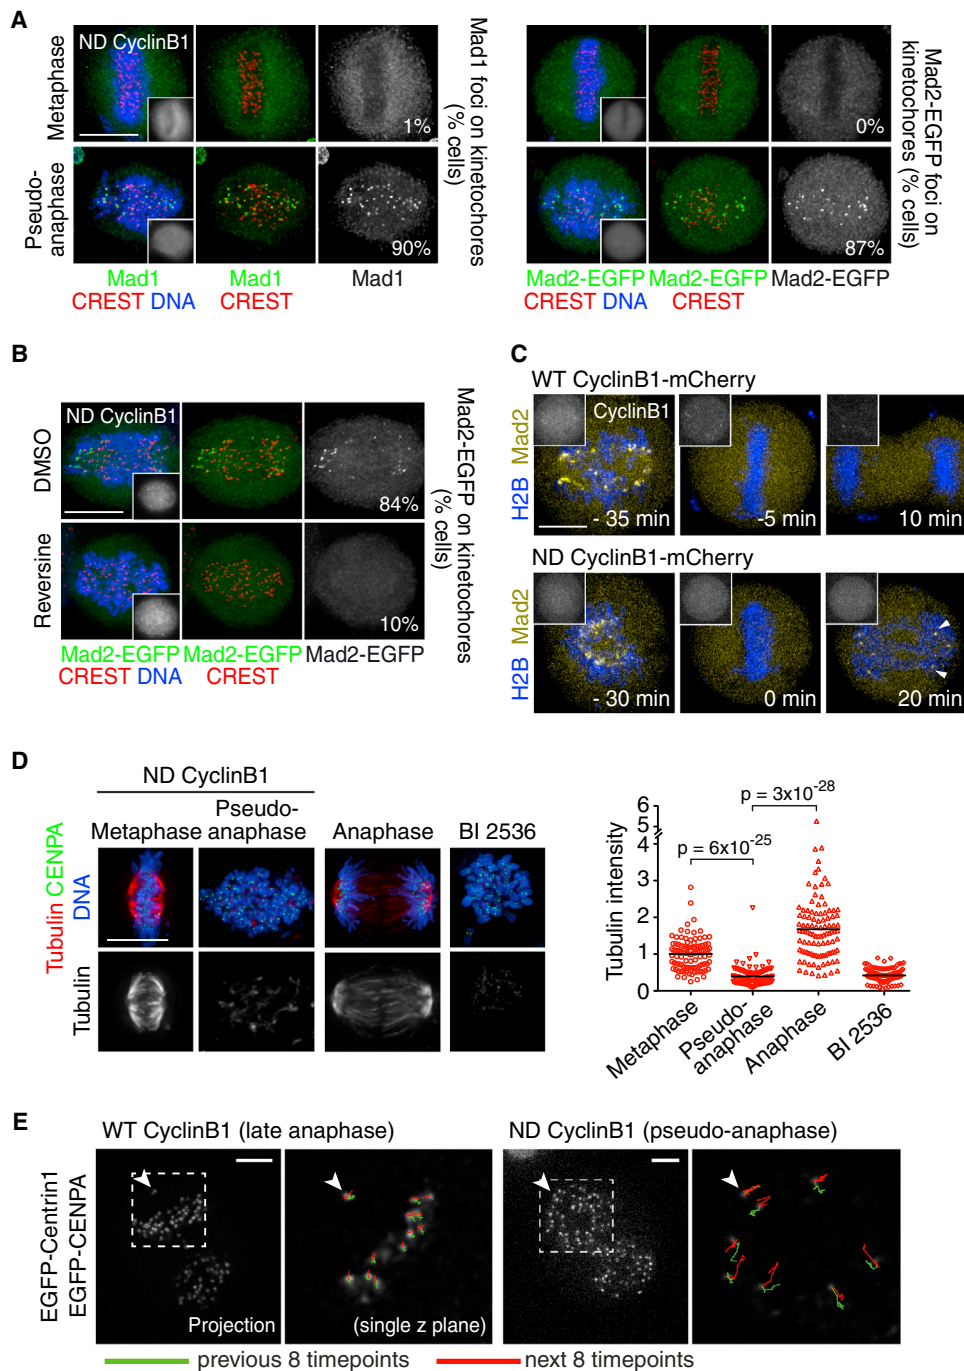 A
Metaphase
ND CyclinB1
1%
Pseudo-
anaphase
90%
Mad1
CREST DNA
Mad1
CREST
Mad1
Mad1 foci on kinetochores
(% cells)
0%
87%
Mad2-EGFP
CREST DNA
Mad2-EGFP
CREST
Mad2-EGFP
Mad2-EGFP foci on
kinetochores (% cells)
B
DMSO
ND CyclinB1
84%
Reversine
10%
Mad2-EGFP
CREST DNA
Mad2-EGFP
CREST
Mad2-EGFP
Mad2-EGFP on kinetochores
(% cells)
C
WT CyclinB1-mCherry
H2B Mad2
CyclinB1
- 35 min
-5 min
10 min
ND CyclinB1-mCherry
H2B Mad2
- 30 min
0 min
20 min
D
ND CyclinB1
Metaphase
Pseudo-
anaphase
Anaphase
BI 2536
Tubulin CENPA
DNA
Tubulin
Tubulin intensity
6
5
4
3
2
1
0
p = 6x10-25
p = 3x10-28
Metaphase
Pseudo-
anaphase
Anaphase
BI 2536
E
WT CyclinB1 (late anaphase)
ND CyclinB1 (pseudo-anaphase)
EGFP-Centrin1
EGFP-CENPA
Projection
(single z plane)
previous 8 timepoints
next 8 timepoints